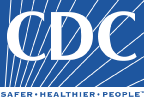 CDC
SAFER • HEALTHIER • PEOPLE™